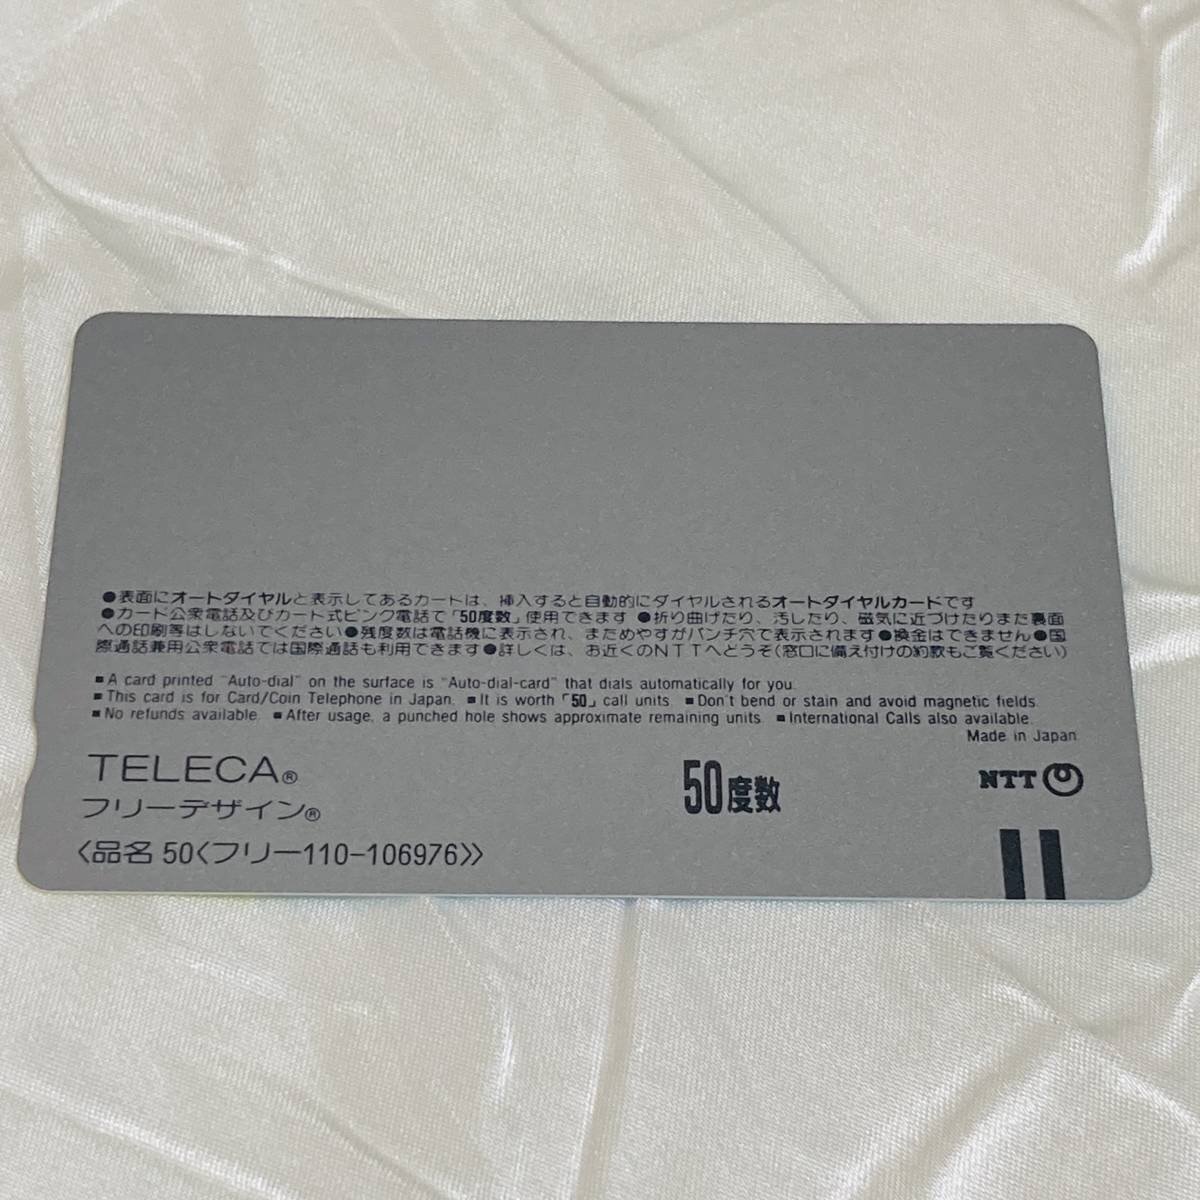 ●表面にオートダイヤルと表示してあるカートは、挿入すると自動的にダイヤルされるオートダイヤルカードです
●カード公衆電話及びカート式ピンク電話で「50度数」使用できます ●折り曲げたり、汚したり、磁気に近づけたりまた裏面
への印刷等はしないでください●残度数は電話機に表示され、まためやすがパンチ穴で表示されます●換金はできません●国
際通話兼用公衆電話では国際通話も利用できます●詳しくは、お近くのNTTへどうぞ(窓口に備え付けの約款もご覧ください)
■A card printed "Auto-dial" on the surface is "Auto-dial-card" that dials automatically for you.
■This card is for Card/Coin Telephone in Japan. ■It is worth「50」call units. ■Don't bend or stain and avoid magnetic fields.
■No refunds available. ■After usage, a punched hole shows approximate remaining units. ■International Calls also available.
Made in Japan
TELECA®
フリーデザイン®
〈品名 50〈フリー110-106976〉〉
50度数
NTT